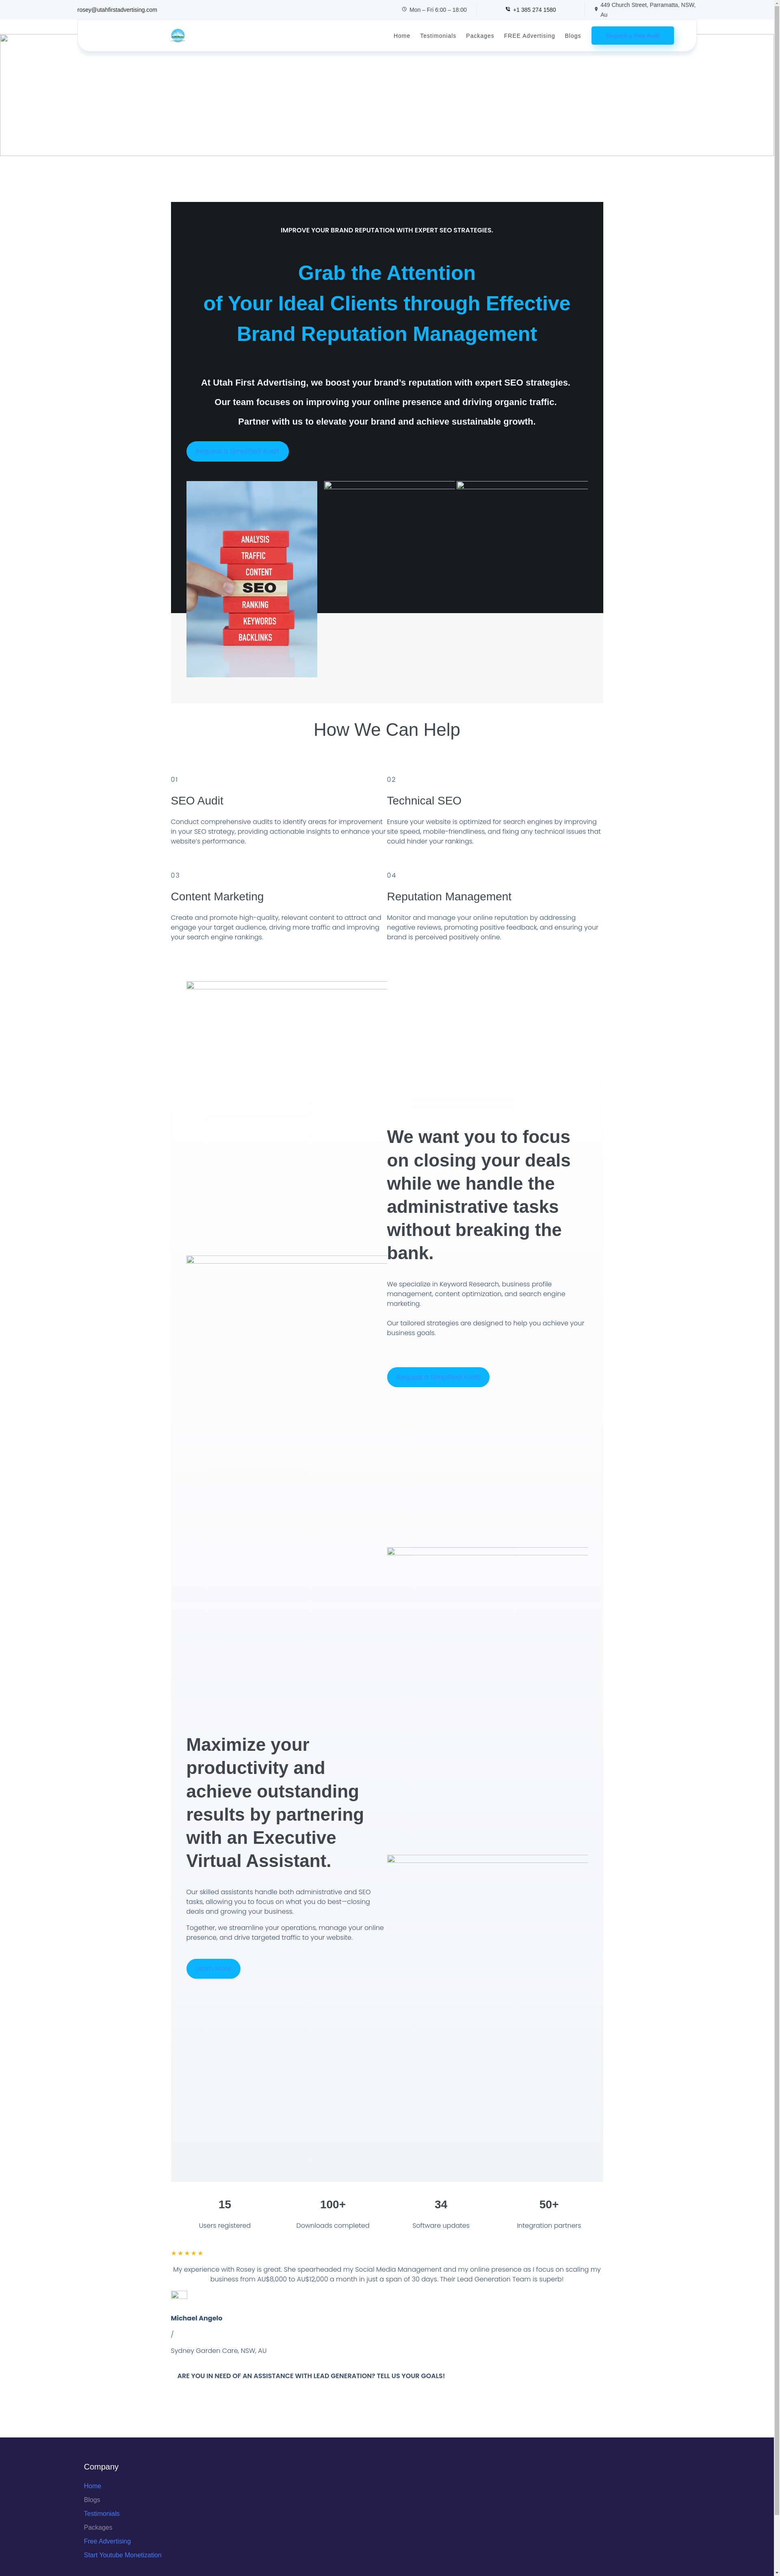 rosey@utahfirstadvertising.com
Mon – Fri 6:00 – 18:00
+1 385 274 1580
449 Church Street, Parramatta, NSW,
Au
Home Testimonials Packages FREE Advertising Blogs
IMPROVE YOUR BRAND REPUTATION WITH EXPERT SEO STRATEGIES.
Grab the Attention
of Your Ideal Clients through Effective
Brand Reputation Management
At Utah First Advertising, we boost your brand’s reputation with expert SEO strategies.
Our team focuses on improving your online presence and driving organic traffic.
Partner with us to elevate your brand and achieve sustainable growth.
ANALYSIS
TRAFFIC
CONTENT
SEO
RANKING
KEYWORDS
BACKLINKS
How We Can Help
01
SEO Audit
Conduct comprehensive audits to identify areas for improvement
in your SEO strategy, providing actionable insights to enhance your
website’s performance.
02
Technical SEO
Ensure your website is optimized for search engines by improving
site speed, mobile-friendliness, and fixing any technical issues that
could hinder your rankings.
03
Content Marketing
Create and promote high-quality, relevant content to attract and
engage your target audience, driving more traffic and improving
your search engine rankings.
04
Reputation Management
Monitor and manage your online reputation by addressing
negative reviews, promoting positive feedback, and ensuring your
brand is perceived positively online.
We want you to focus
on closing your deals
while we handle the
administrative tasks
without breaking the
bank.
We specialize in Keyword Research, business profile
management, content optimization, and search engine
marketing.
Our tailored strategies are designed to help you achieve your
business goals.
Maximize your
productivity and
achieve outstanding
results by partnering
with an Executive
Virtual Assistant.
Our skilled assistants handle both administrative and SEO
tasks, allowing you to focus on what you do best—closing
deals and growing your business.
Together, we streamline your operations, manage your online
presence, and drive targeted traffic to your website.
15
Users registered
100+
Downloads completed
34
Software updates
50+
Integration partners
★★★★★
My experience with Rosey is great. She spearheaded my Social Media Management and my online presence as i focus on scaling my
business from AU$8,000 to AU$12,000 a month in just a span of 30 days. Their Lead Generation Team is superb!
Michael Angelo
/
Sydney Garden Care, NSW, AU
ARE YOU IN NEED OF AN ASSISTANCE WITH LEAD GENERATION? TELL US YOUR GOALS!
Company
Home
Blogs
Testimonials
Packages
Free Advertising
Start Youtube Monetization